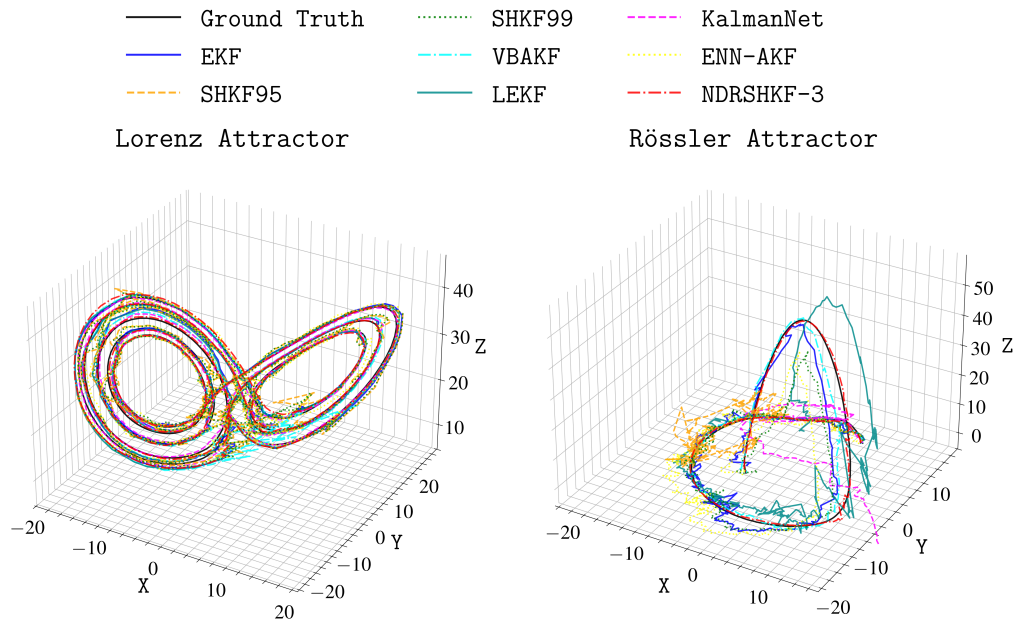 Ground Truth
EKF
SHKF95
SHKF99
VBAKF
LEKF
KalmanNet
ENN-AKF
NDRSHKF-3
Lorenz Attractor
40
30
20
10
Z
20
10
0
−10
−20
Y
−20
−10
0
10
20
X
Rössler Attractor
50
40
30
20
10
0
Z
10
0
−10
−20
Y
−20
−10
0
10
X